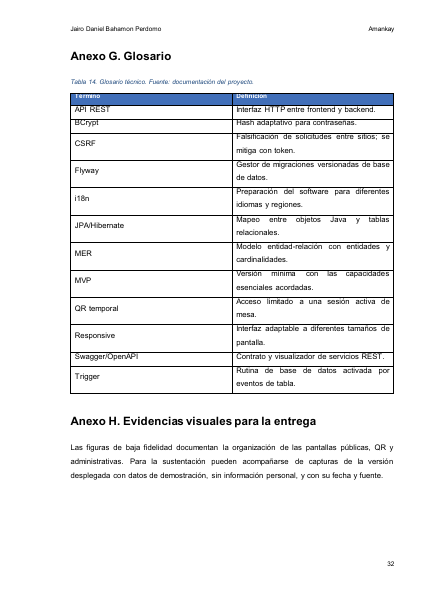 Jairo Daniel Bahamon Perdomo Amankay
Anexo G. Glosario
Tabla 14. Glosario técnico. Fuente: documentación del proyecto.
Término Definición
API REST Interfaz HTTP entre frontend y backend.
BCrypt Hash adaptativo para contraseñas.
CSRF Falsificación de solicitudes entre sitios; se
mitiga con token.
Flyway Gestor de migraciones versionadas de base
de datos.
i18n Preparación del software para diferentes
idiomas y regiones.
JPA/Hibernate Mapeo entre objetos Java y tablas
relacionales.
MER Modelo entidad-relación con entidades y
cardinalidades.
MVP Versión mínima con las capacidades
esenciales acordadas.
QR temporal Acceso limitado a una sesión activa de
mesa.
Responsive Interfaz adaptable a diferentes tamaños de
pantalla.
Swagger/OpenAPI Contrato y visualizador de servicios REST.
Trigger Rutina de base de datos activada por
eventos de tabla.
Anexo H. Evidencias visuales para la entrega
Las figuras de baja fidelidad documentan la organización de las pantallas públicas, QR y
administrativas. Para la sustentación pueden acompañarse de capturas de la versión
desplegada con datos de demostración, sin información personal, y con su fecha y fuente.
32